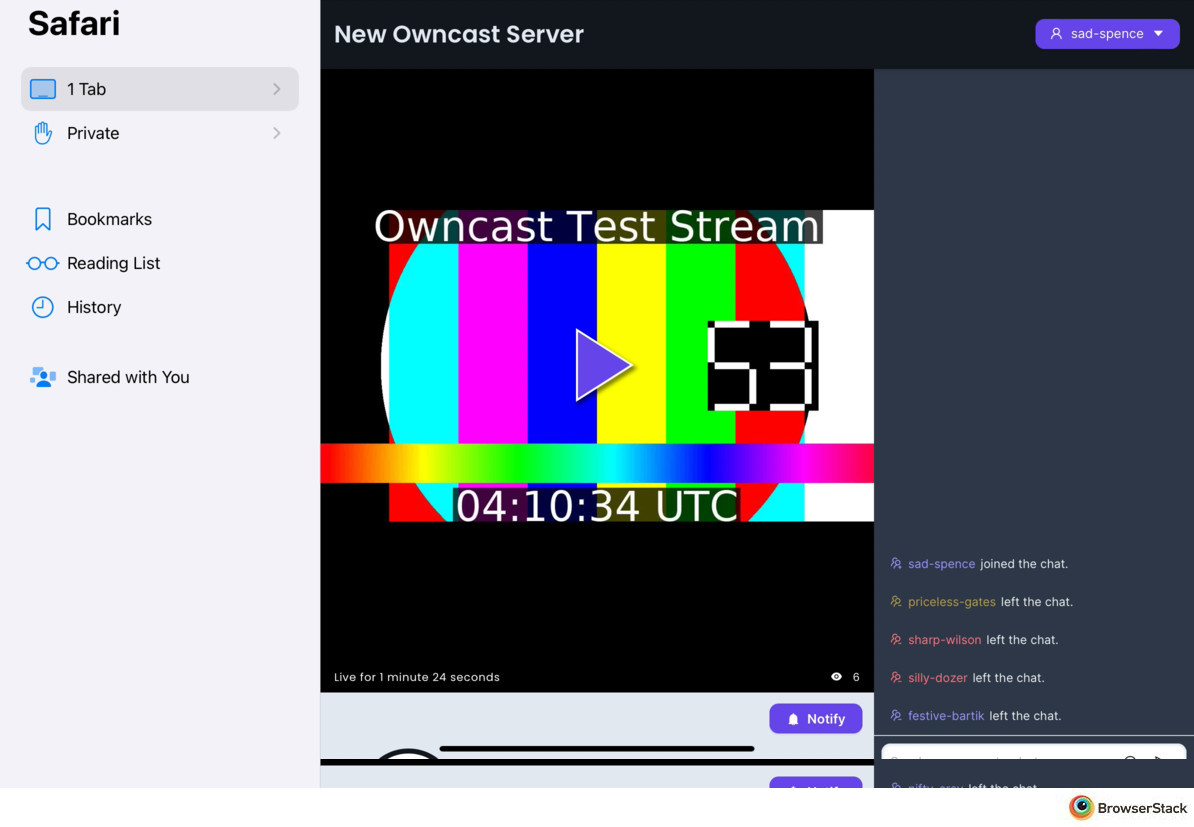 Safari
1 Tab
Private
Bookmarks
Reading List
History
Shared with You
New Owncast Server
sad-spence
Owncast Test Stream
53
04:10:34 UTC
Live for 1 minute 24 seconds
6
Notify
sad-spence joined the chat.
priceless-gates left the chat.
sharp-wilson left the chat.
silly-dozer left the chat.
festive-bartik left the chat.
left the chat
BrowserStack